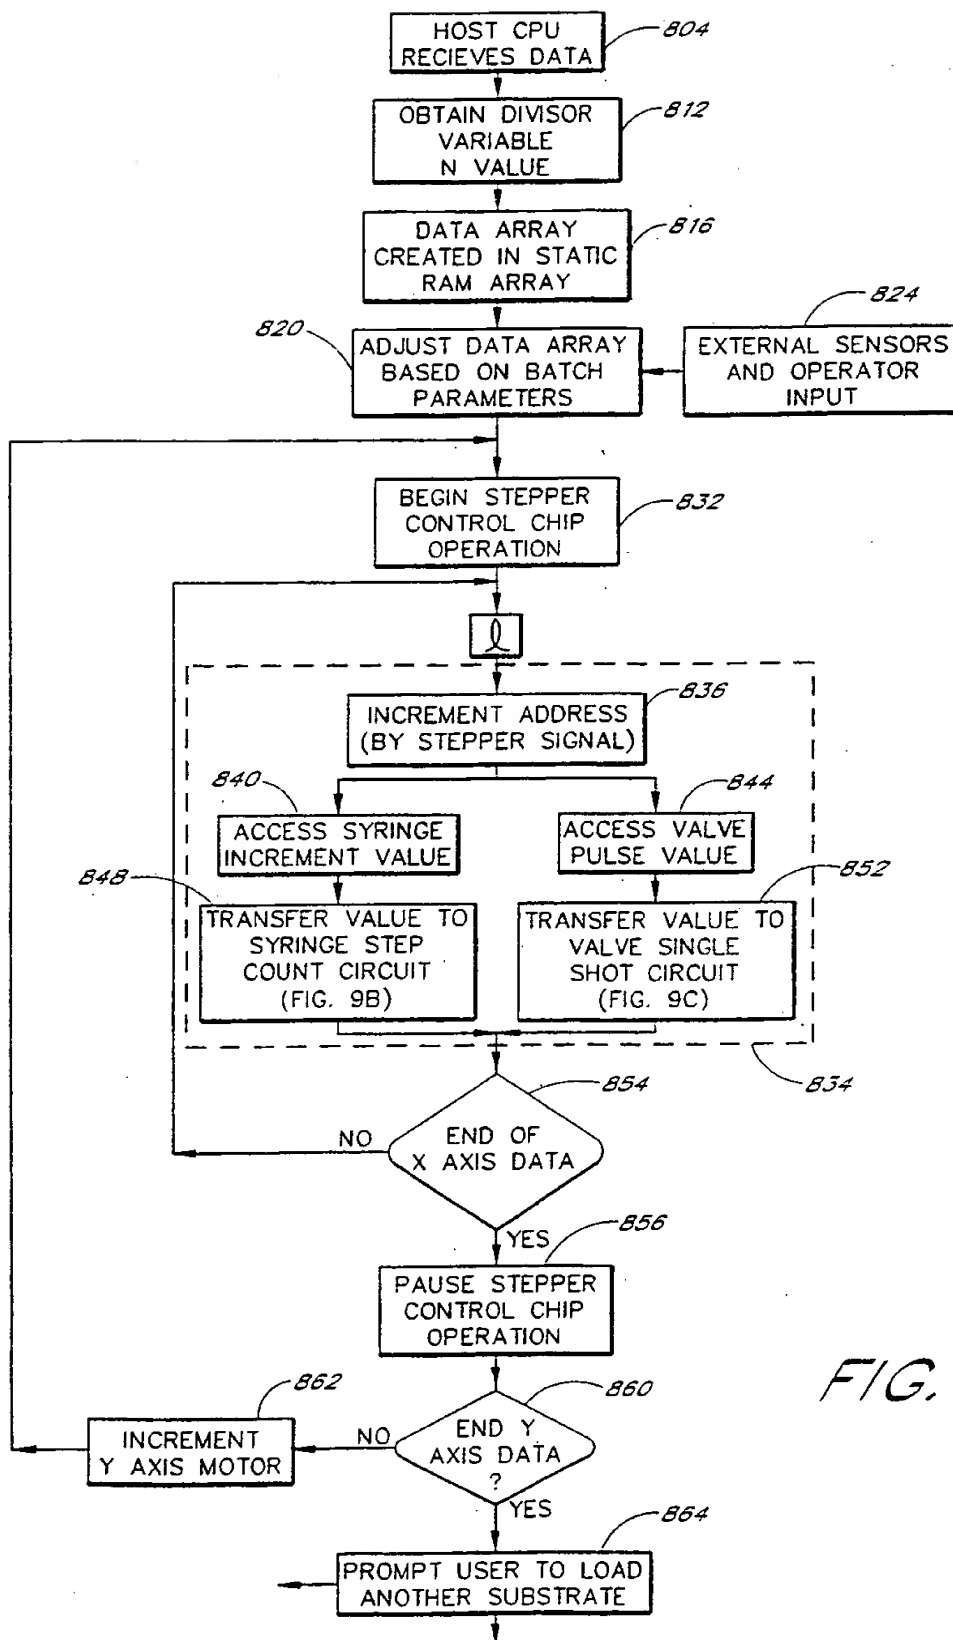 HOST CPU
RECIEVES DATA
804
OBTAIN DIVISOR
VARIABLE
N VALUE
812
DATA ARRAY
CREATED IN STATIC
RAM ARRAY
816
820
ADJUST DATA ARRAY
BASED ON BATCH
PARAMETERS
824
EXTERNAL SENSORS
AND OPERATOR
INPUT
BEGIN STEPPER
CONTROL CHIP
OPERATION
832
l
836
INCREMENT ADDRESS
(BY STEPPER SIGNAL)
840
ACCESS SYRINGE
INCREMENT VALUE
844
ACCESS VALVE
PULSE VALUE
848
TRANSFER VALUE TO
SYRINGE STEP
COUNT CIRCUIT
(FIG. 9B)
852
TRANSFER VALUE TO
VALVE SINGLE
SHOT CIRCUIT
(FIG. 9C)
834
854
END OF
X AXIS DATA
NO
YES
856
PAUSE STEPPER
CONTROL CHIP
OPERATION
FIG.
860
END Y
AXIS DATA
?
NO
862
INCREMENT
Y AXIS MOTOR
YES
864
PROMPT USER TO LOAD
ANOTHER SUBSTRATE